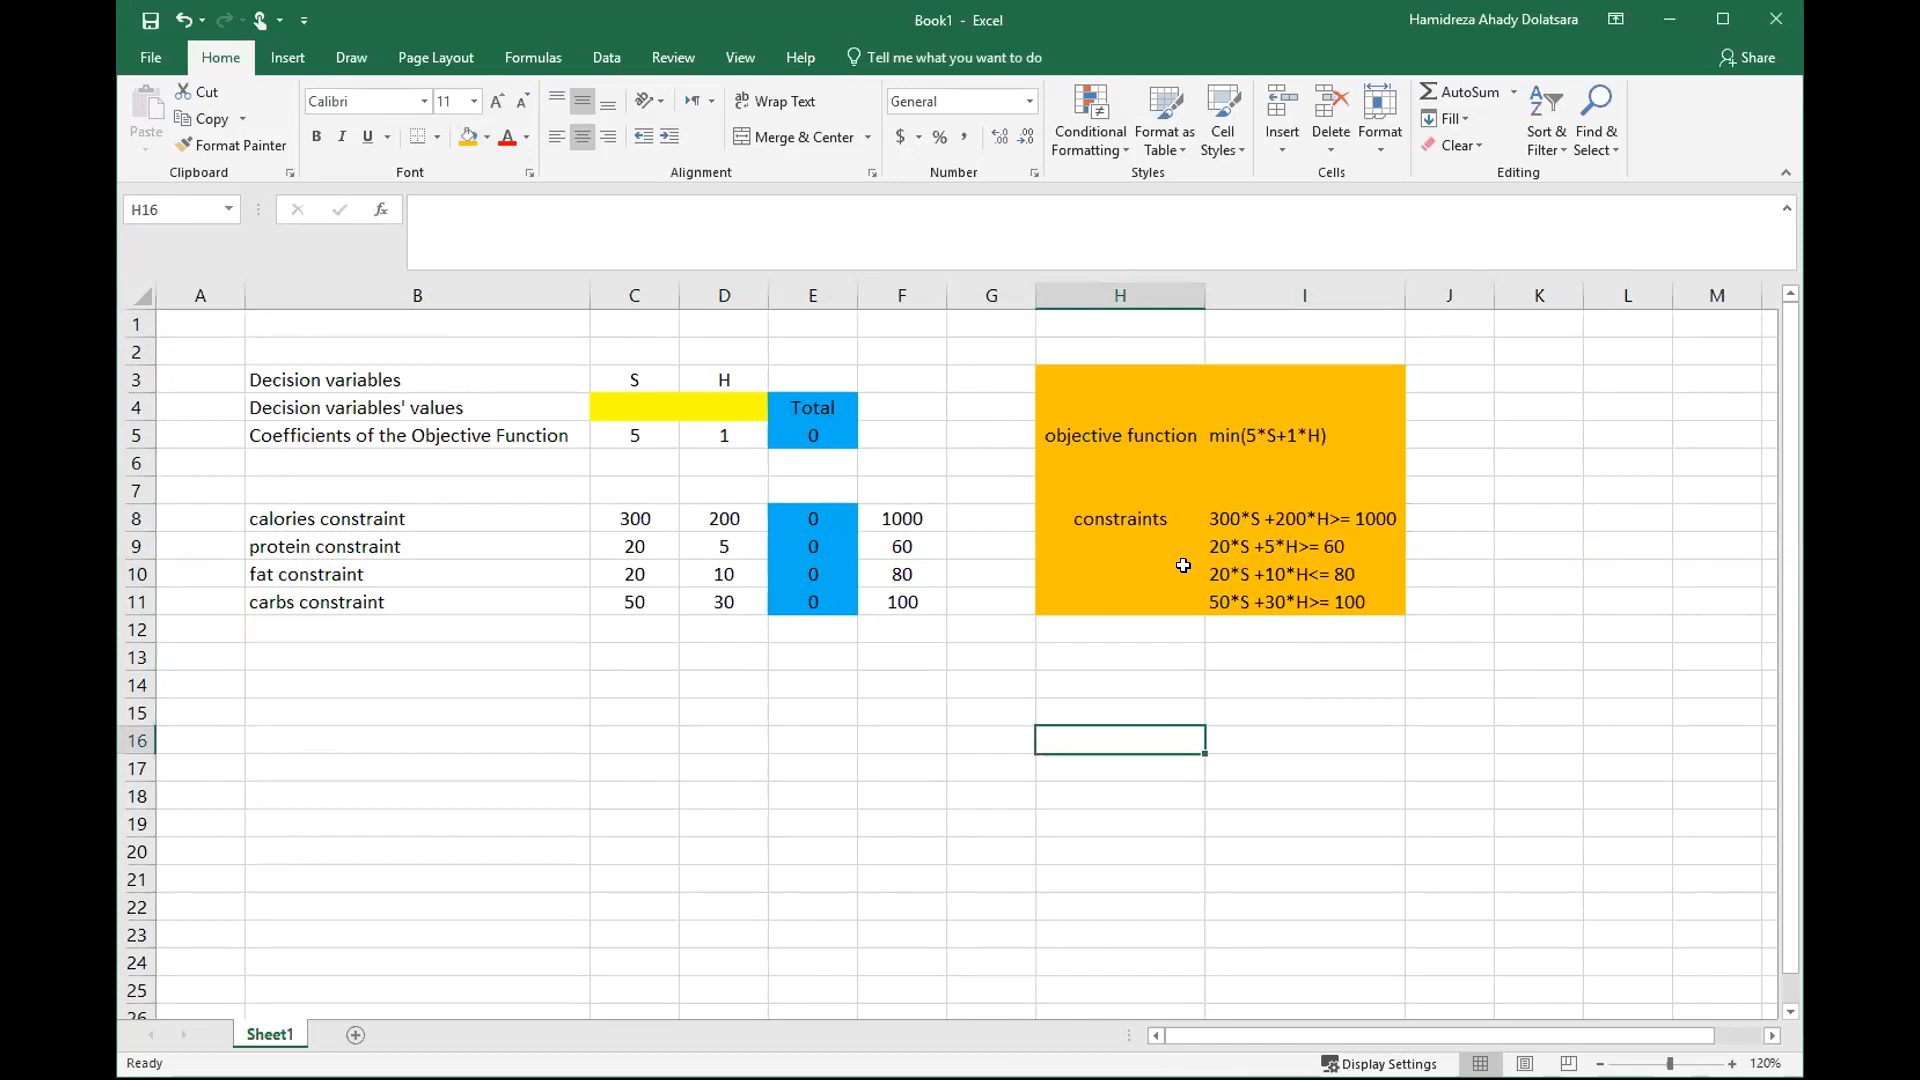 Book1 - Excel
Hamidreza Ahady Dolatsara
File Home Insert Draw Page Layout Formulas Data Review View Help Tell me what you want to do Share
Paste
Cut
Copy
Format Painter
Clipboard
Calibri 11
B I U
Font
Wrap Text
Merge & Center
Alignment
General
$ % ,
Number
Conditional Formatting
Format as Table
Cell Styles
Styles
Insert Delete Format
Cells
AutoSum
Fill
Clear
Sort & Filter
Find & Select
Editing
H16
fx
A B C D E F G H I J K L M
1
2
3 Decision variables S H
4 Decision variables' values Total
5 Coefficients of the Objective Function 5 1 0 objective function min(5*S+1*H)
6
7
8 calories constraint 300 200 0 1000 constraints 300*S +200*H>= 1000
9 protein constraint 20 5 0 60 20*S +5*H>= 60
10 fat constraint 20 10 0 80 20*S +10*H<= 80
11 carbs constraint 50 30 0 100 50*S +30*H>= 100
12
13
14
15
16
17
18
19
20
21
22
23
24
25
26
Sheet1
Ready
Display Settings
120%